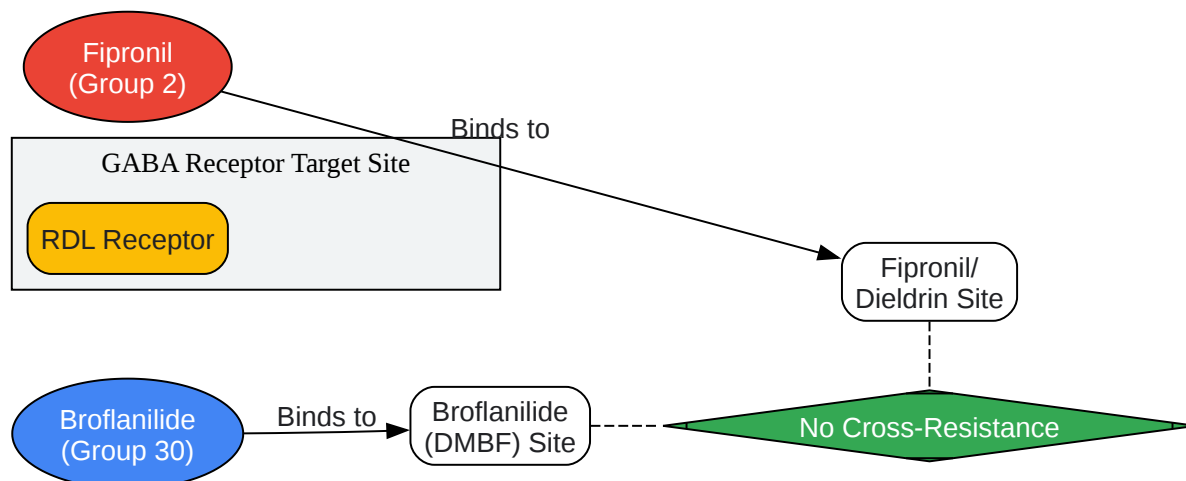 Fipronil
(Group 2)
Binds to
GABA Receptor Target Site
RDL Receptor
Fipronil/
Dieldrin Site
Broflanilide
(Group 30)
Binds to
Broflanilide
(DMBF) Site
No Cross-Resistance